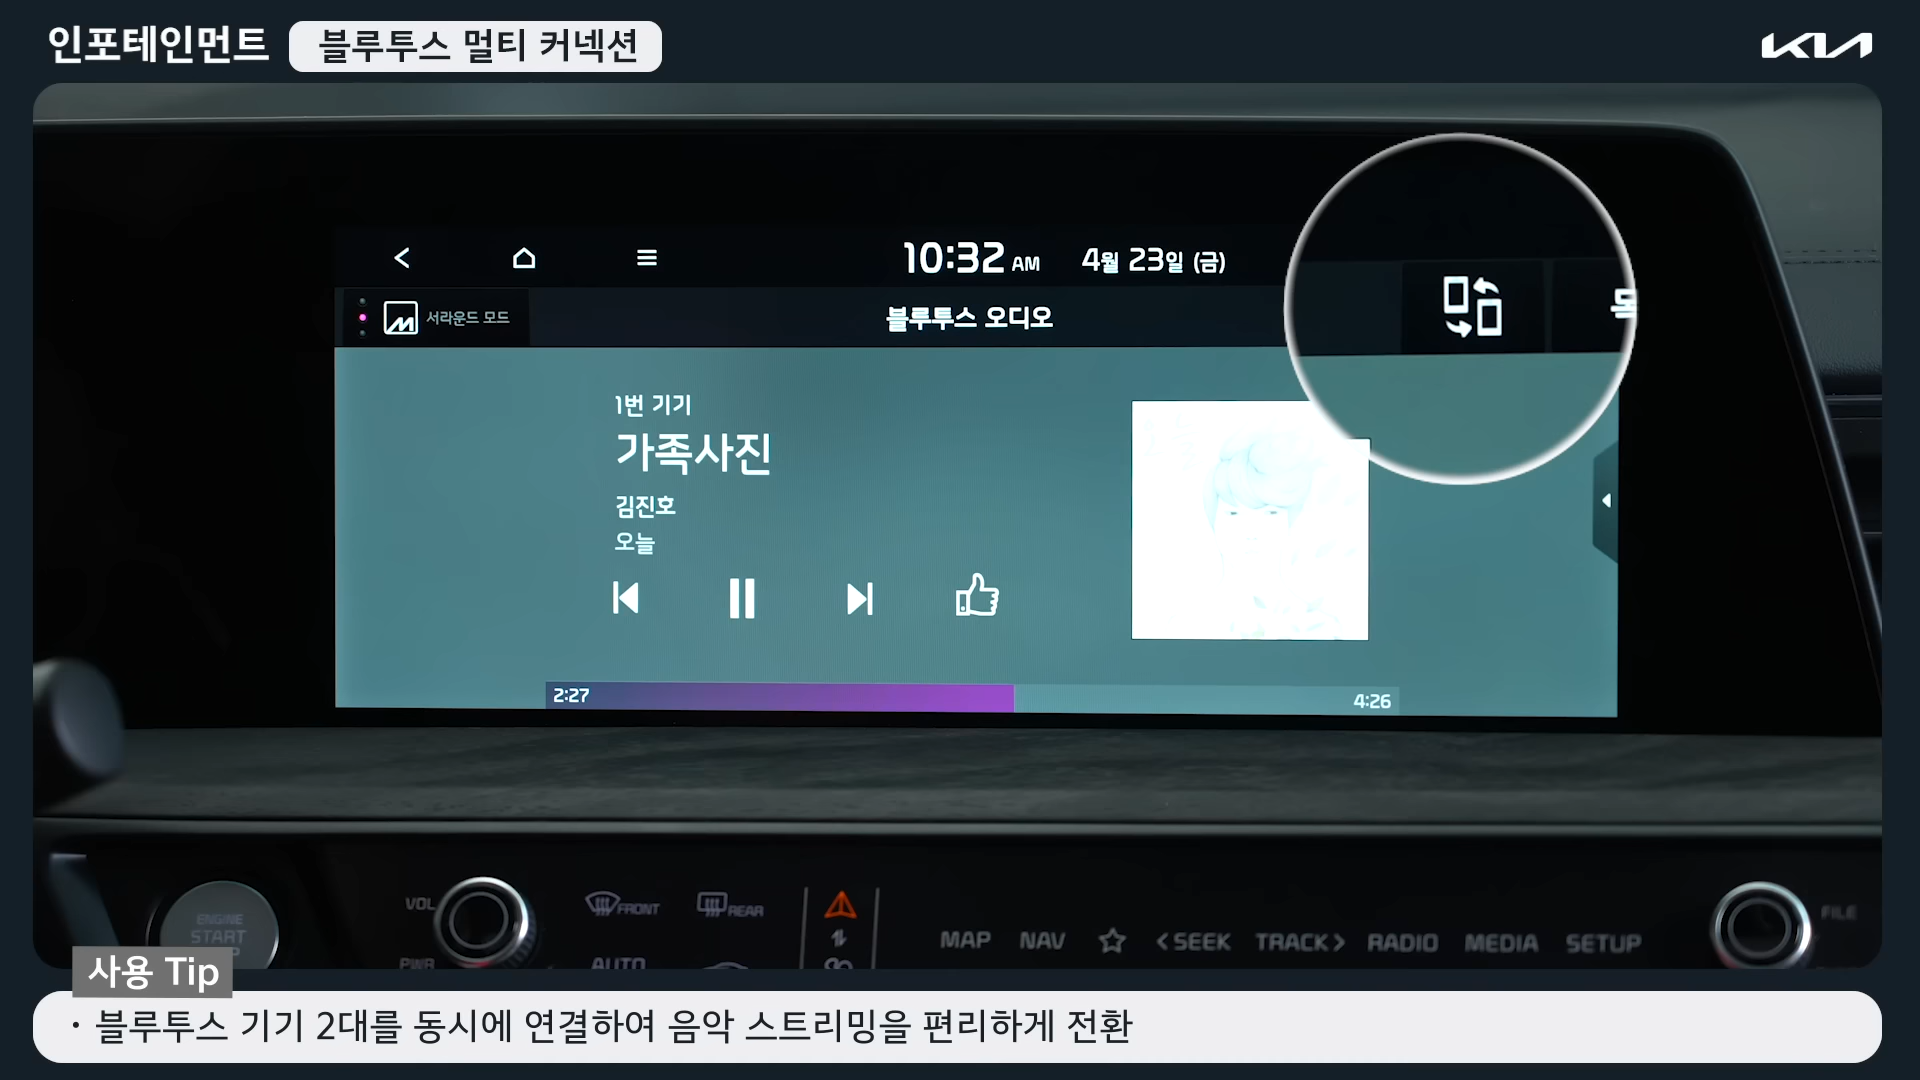 인포테인먼트 블루투스 멀티 커넥션
KIA
10:32 AM 4월 23일 (금)
서라운드 모드
블루투스 오디오
1번 기기
가족사진
김진호
오늘
2:27
4:26
VOL
FRONT
REAR
ENGINE
START
PWR
AUTO
MAP NAV < SEEK TRACK > RADIO MEDIA SETUP
FILE
사용 Tip
· 블루투스 기기 2대를 동시에 연결하여 음악 스트리밍을 편리하게 전환